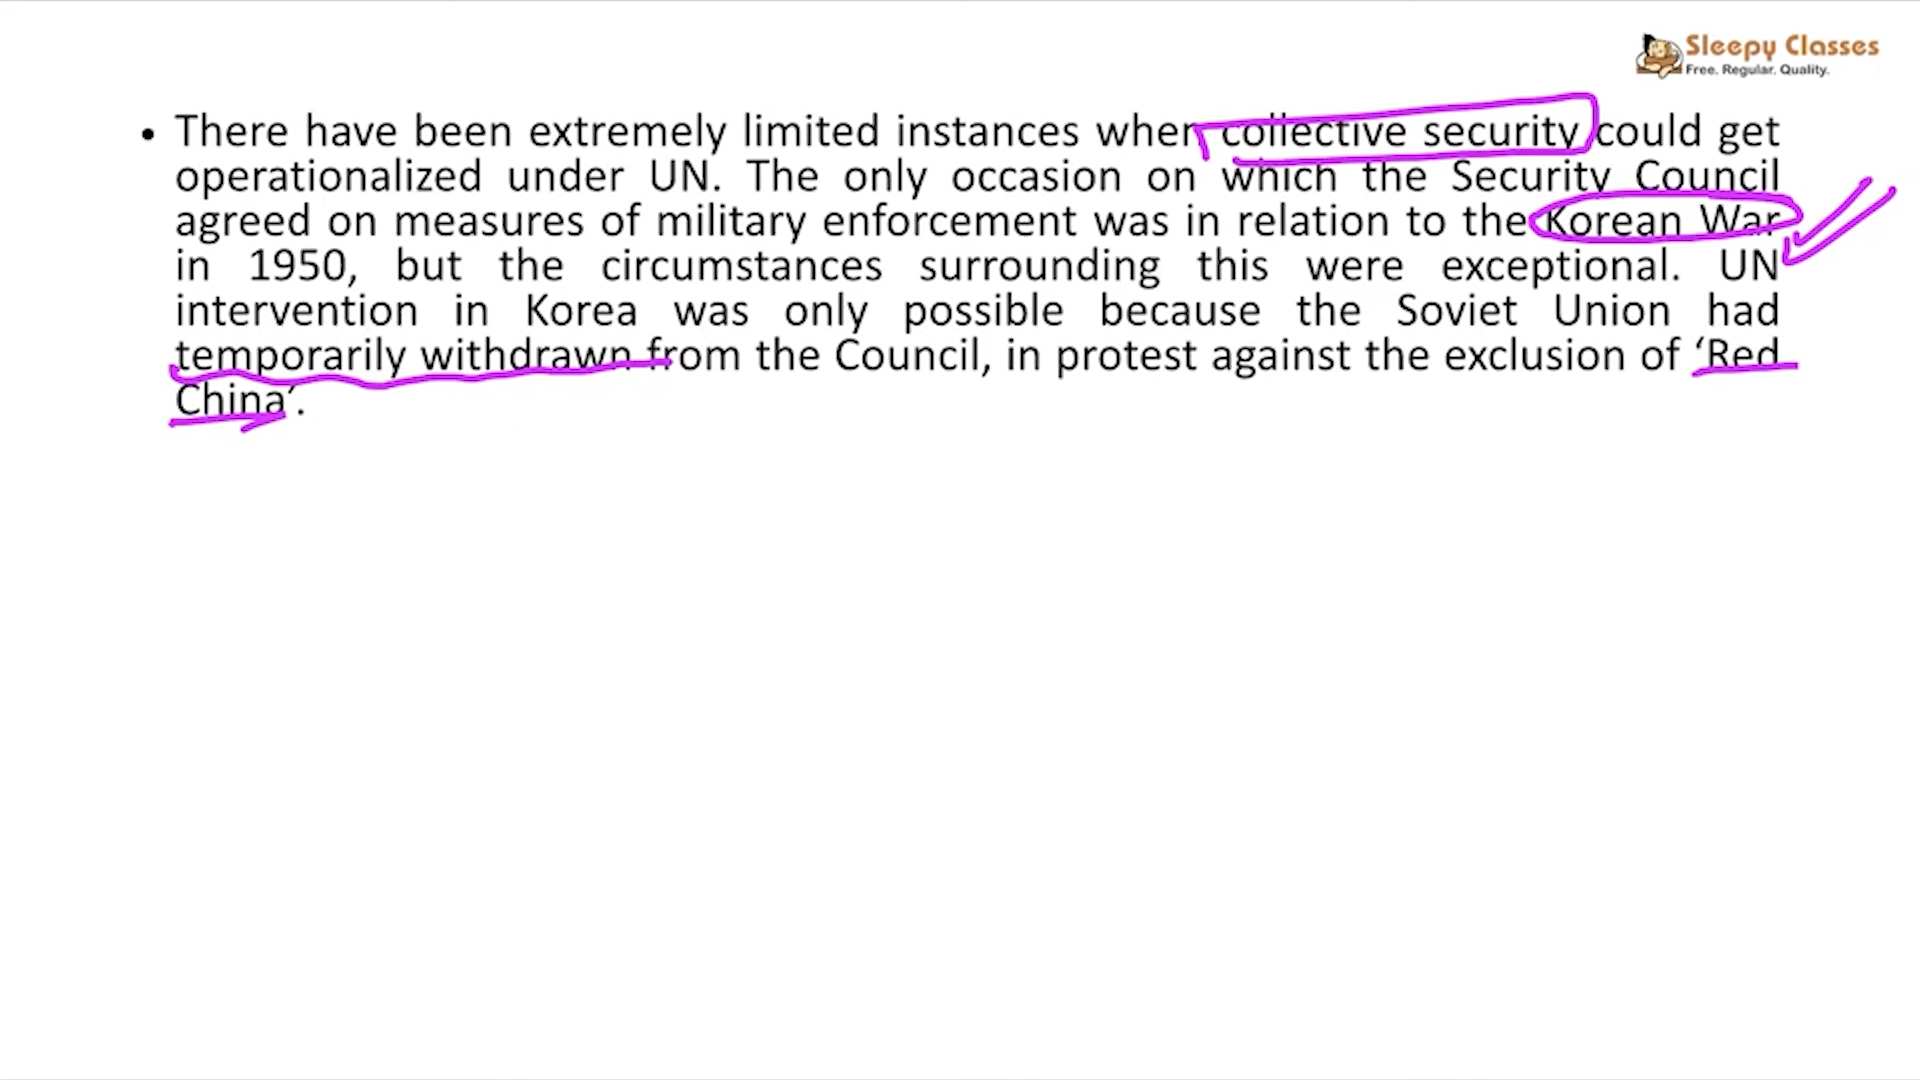 Sleepy Classes
Free. Regular. Quality.
• There have been extremely limited instances when collective security could get
operationalized under UN. The only occasion on which the Security Council
agreed on measures of military enforcement was in relation to the Korean War
in 1950, but the circumstances surrounding this were exceptional. UN
intervention in Korea was only possible because the Soviet Union had
temporarily withdrawn from the Council, in protest against the exclusion of ‘Red
China’.